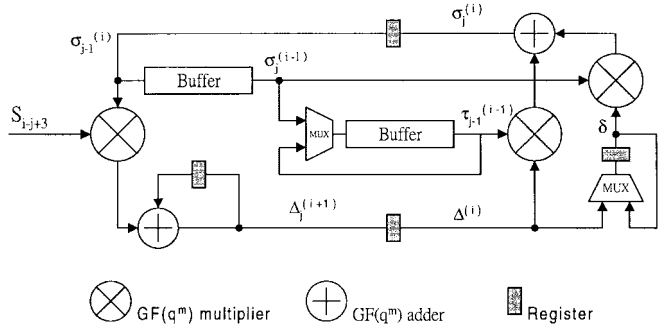 σⱼ₋₁⁽ⁱ⁾
σⱼ⁽ⁱ⁾
Buffer
σⱼ⁽ⁱ⁻¹⁾
S_{i-j+3}
MUX
Buffer
τⱼ₋₁⁽ⁱ⁻¹⁾
δ
MUX
Δⱼ⁽ⁱ⁺¹⁾
Δ⁽ⁱ⁾
GF(qᵐ) multiplier
GF(qᵐ) adder
Register